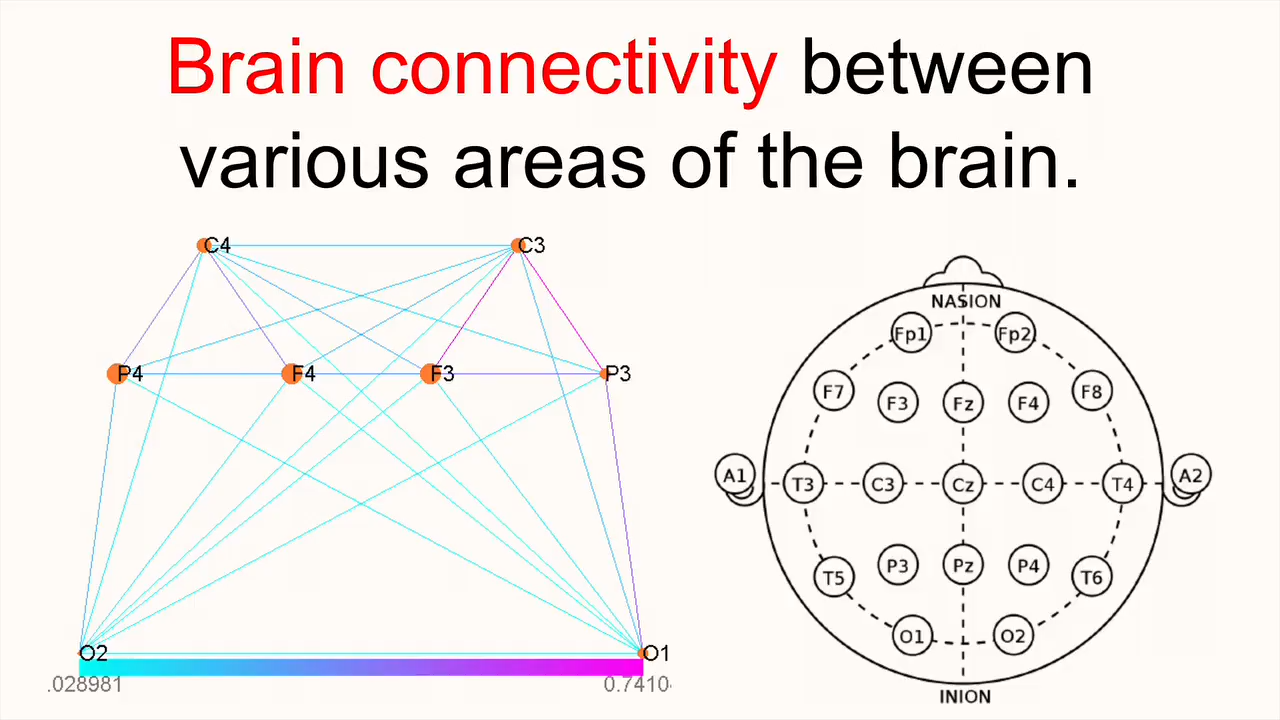 Brain connectivity between
various areas of the brain.
C4 C3
P4 F4 F3 P3
O2 O1
.028981 0.7410
NASION
Fp1 Fp2
F7 F3 Fz F4 F8
A1 T3 C3 Cz C4 T4 A2
T5 P3 Pz P4 T6
O1 O2
INION